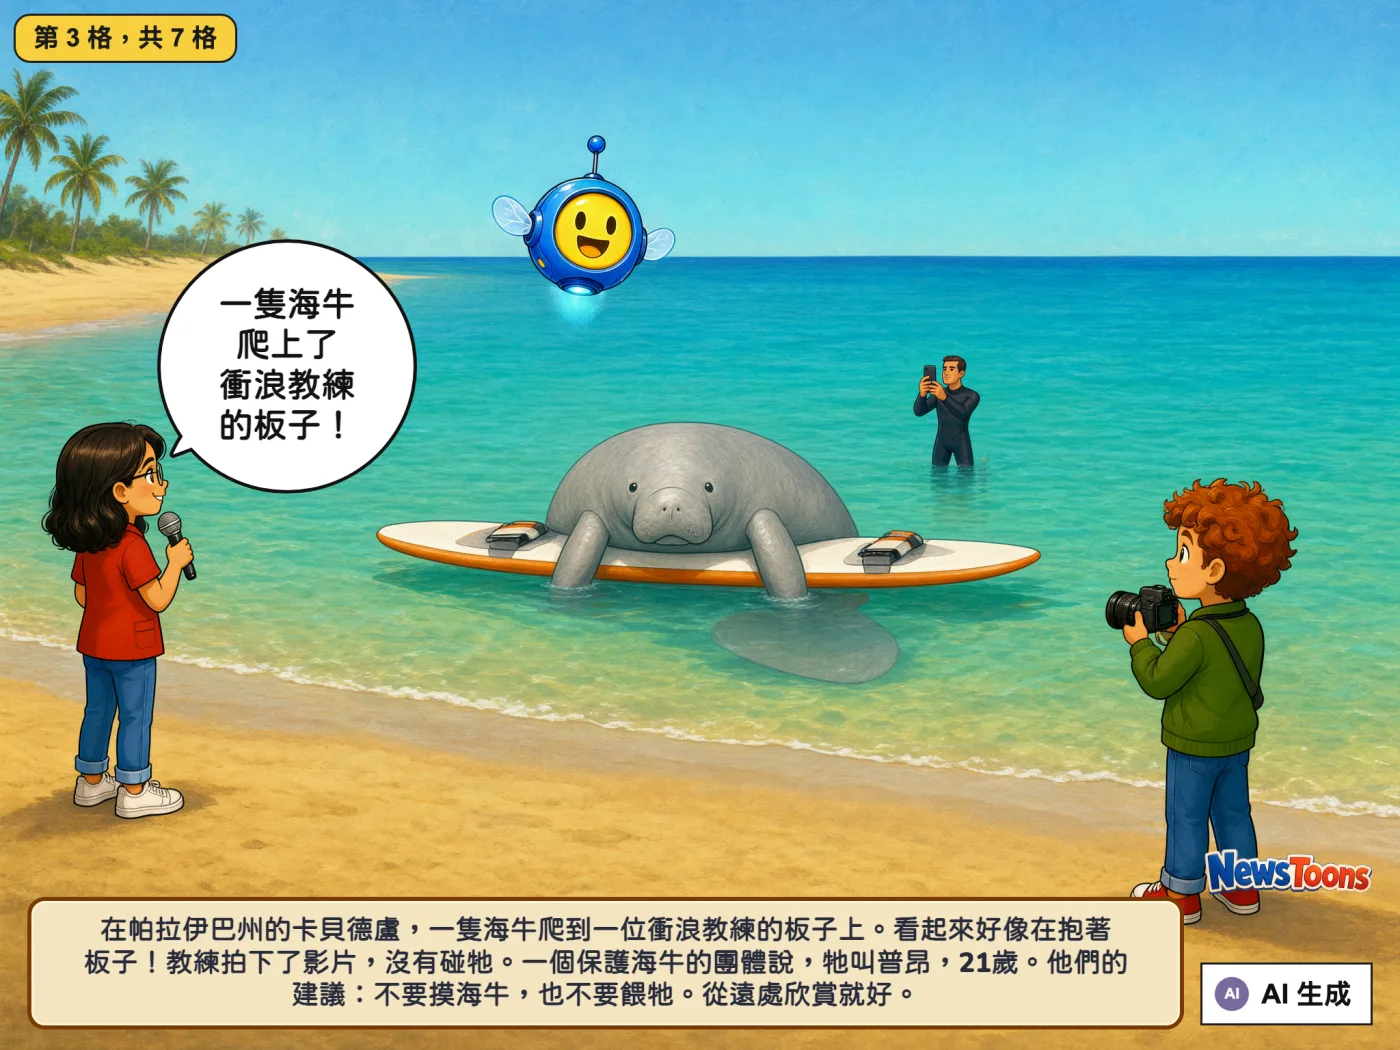 第 3 格，共 7 格
一隻海牛
爬上了
衝浪教練
的板子！
在帕拉伊巴州的卡貝德盧，一隻海牛爬到一位衝浪教練的板子上。看起來好像在抱著
板子！教練拍下了影片，沒有碰牠。一個保護海牛的團體說，牠叫普昂，21歲。他們的
建議：不要摸海牛，也不要餵牠。從遠處欣賞就好。
NewsToons
AI AI 生成